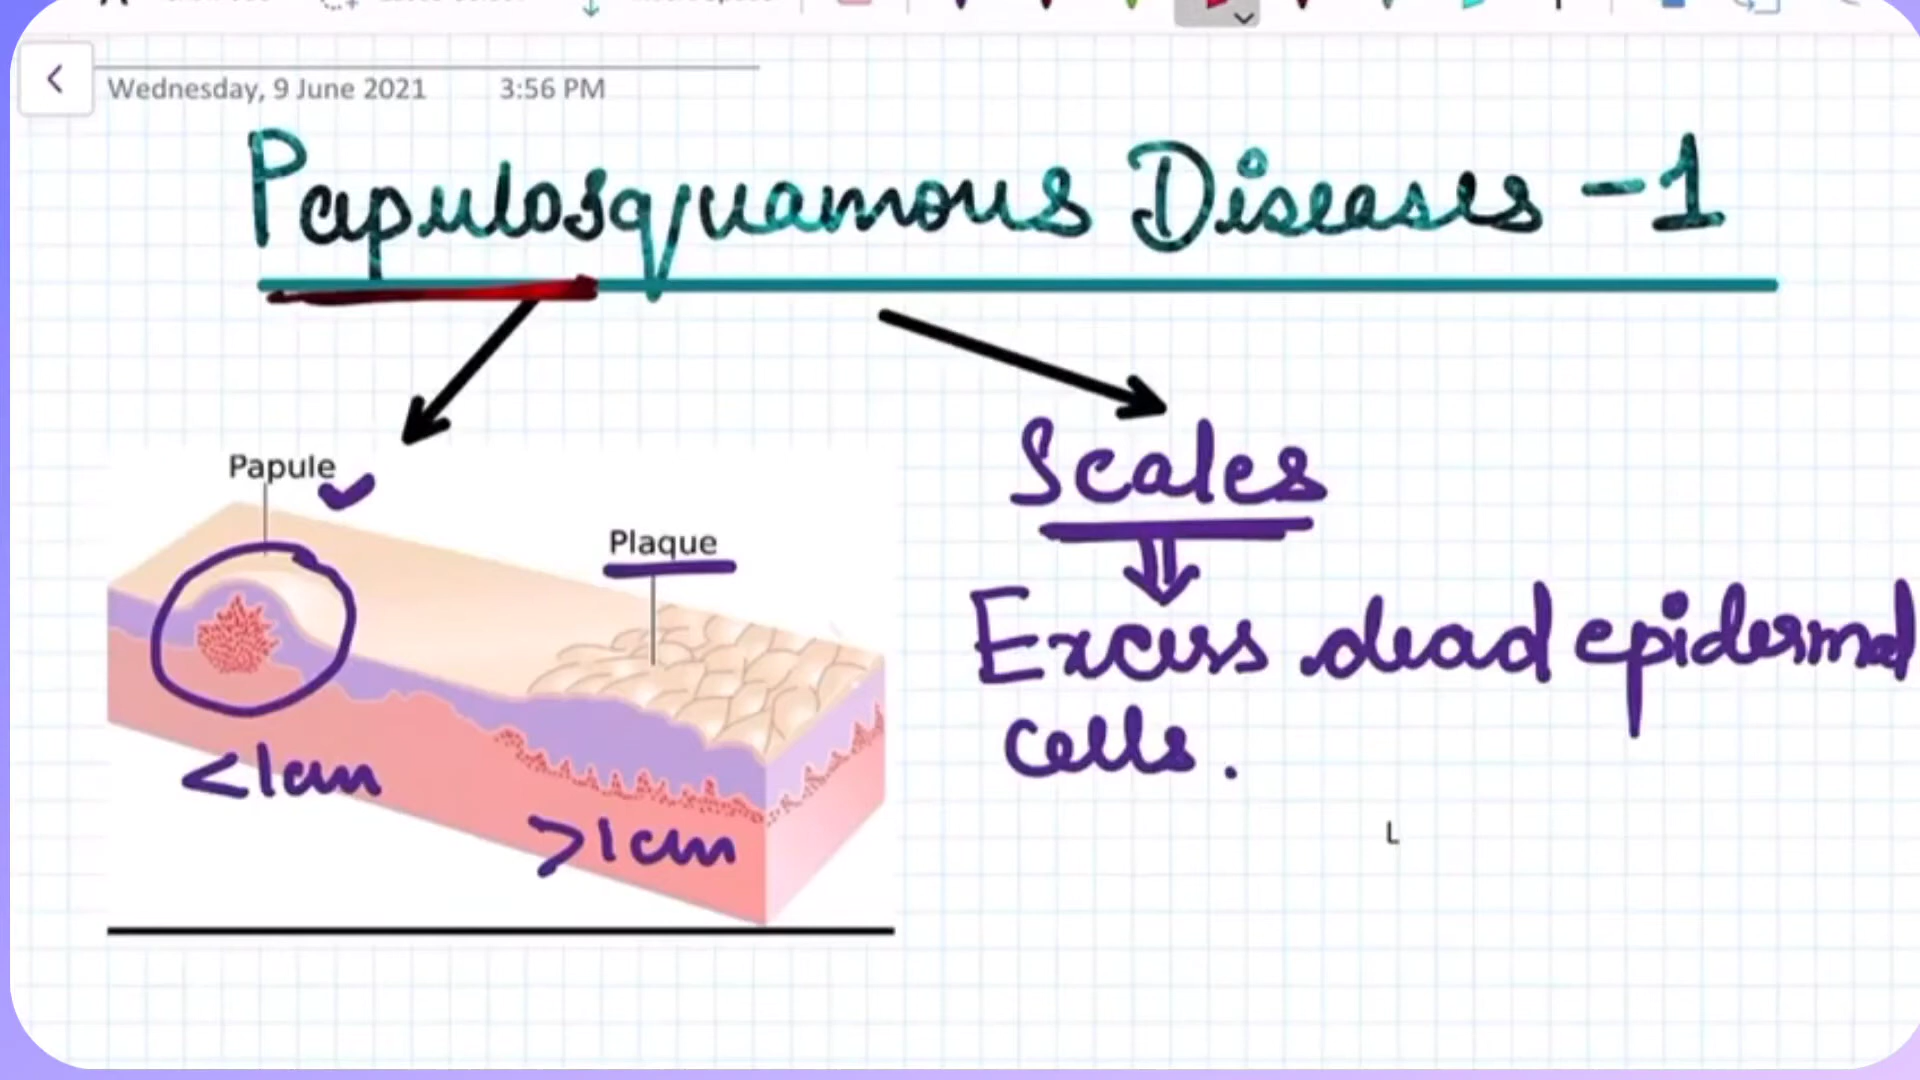 Wednesday, 9 June 2021 3:56 PM
Papulosquamous Diseases -1
Papule
Plaque
<1cm
>1cm
Scales
Excess dead epidermal
cells.